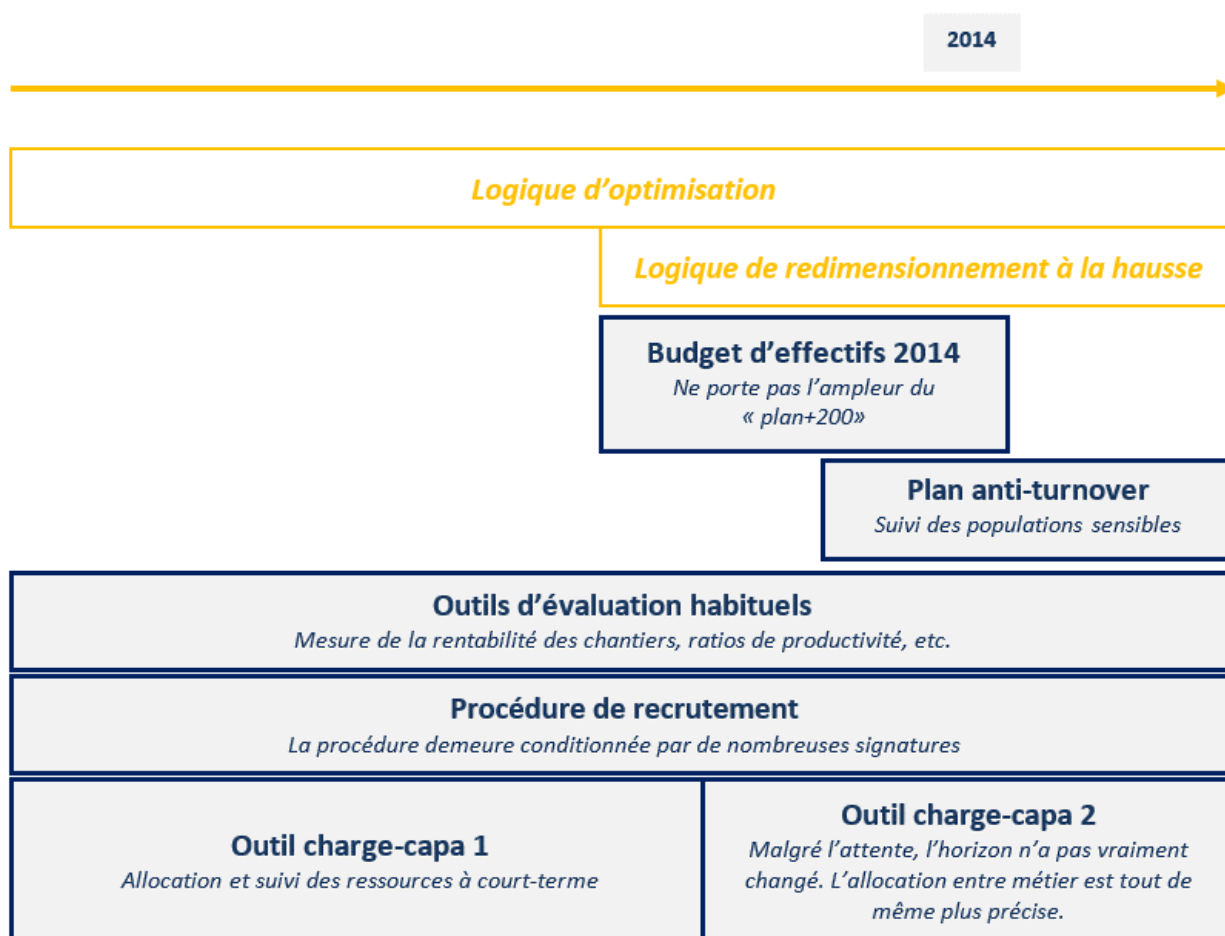 2014
Logique d’optimisation
Logique de redimensionnement à la hausse
Budget d’effectifs 2014
Ne porte pas l’ampleur du
« plan+200»
Plan anti-turnover
Suivi des populations sensibles
Outils d’évaluation habituels
Mesure de la rentabilité des chantiers, ratios de productivité, etc.
Procédure de recrutement
La procédure demeure conditionnée par de nombreuses signatures
Outil charge-capa 1
Allocation et suivi des ressources à court-terme
Outil charge-capa 2
Malgré l’attente, l’horizon n’a pas vraiment
changé. L’allocation entre métier est tout de
même plus précise.